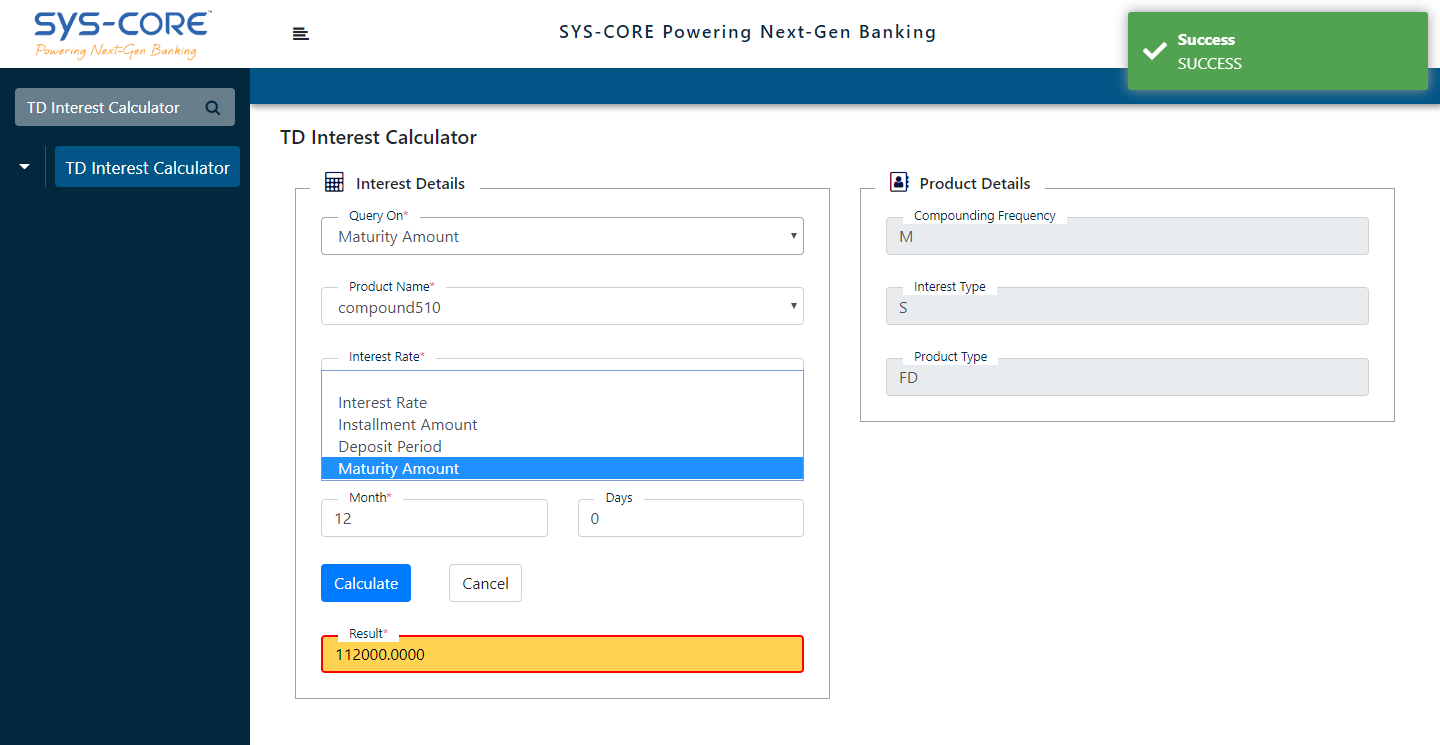 SYS-CORE™
Powering Next-Gen Banking
SYS-CORE Powering Next-Gen Banking
Success
SUCCESS
TD Interest Calculator
TD Interest Calculator
TD Interest Calculator
Interest Details
Query On*
Maturity Amount
Product Name*
compound510
Interest Rate*
Interest Rate
Installment Amount
Deposit Period
Maturity Amount
Month*
12
Days
0
Calculate
Cancel
Result*
112000.0000
Product Details
Compounding Frequency
M
Interest Type
S
Product Type
FD